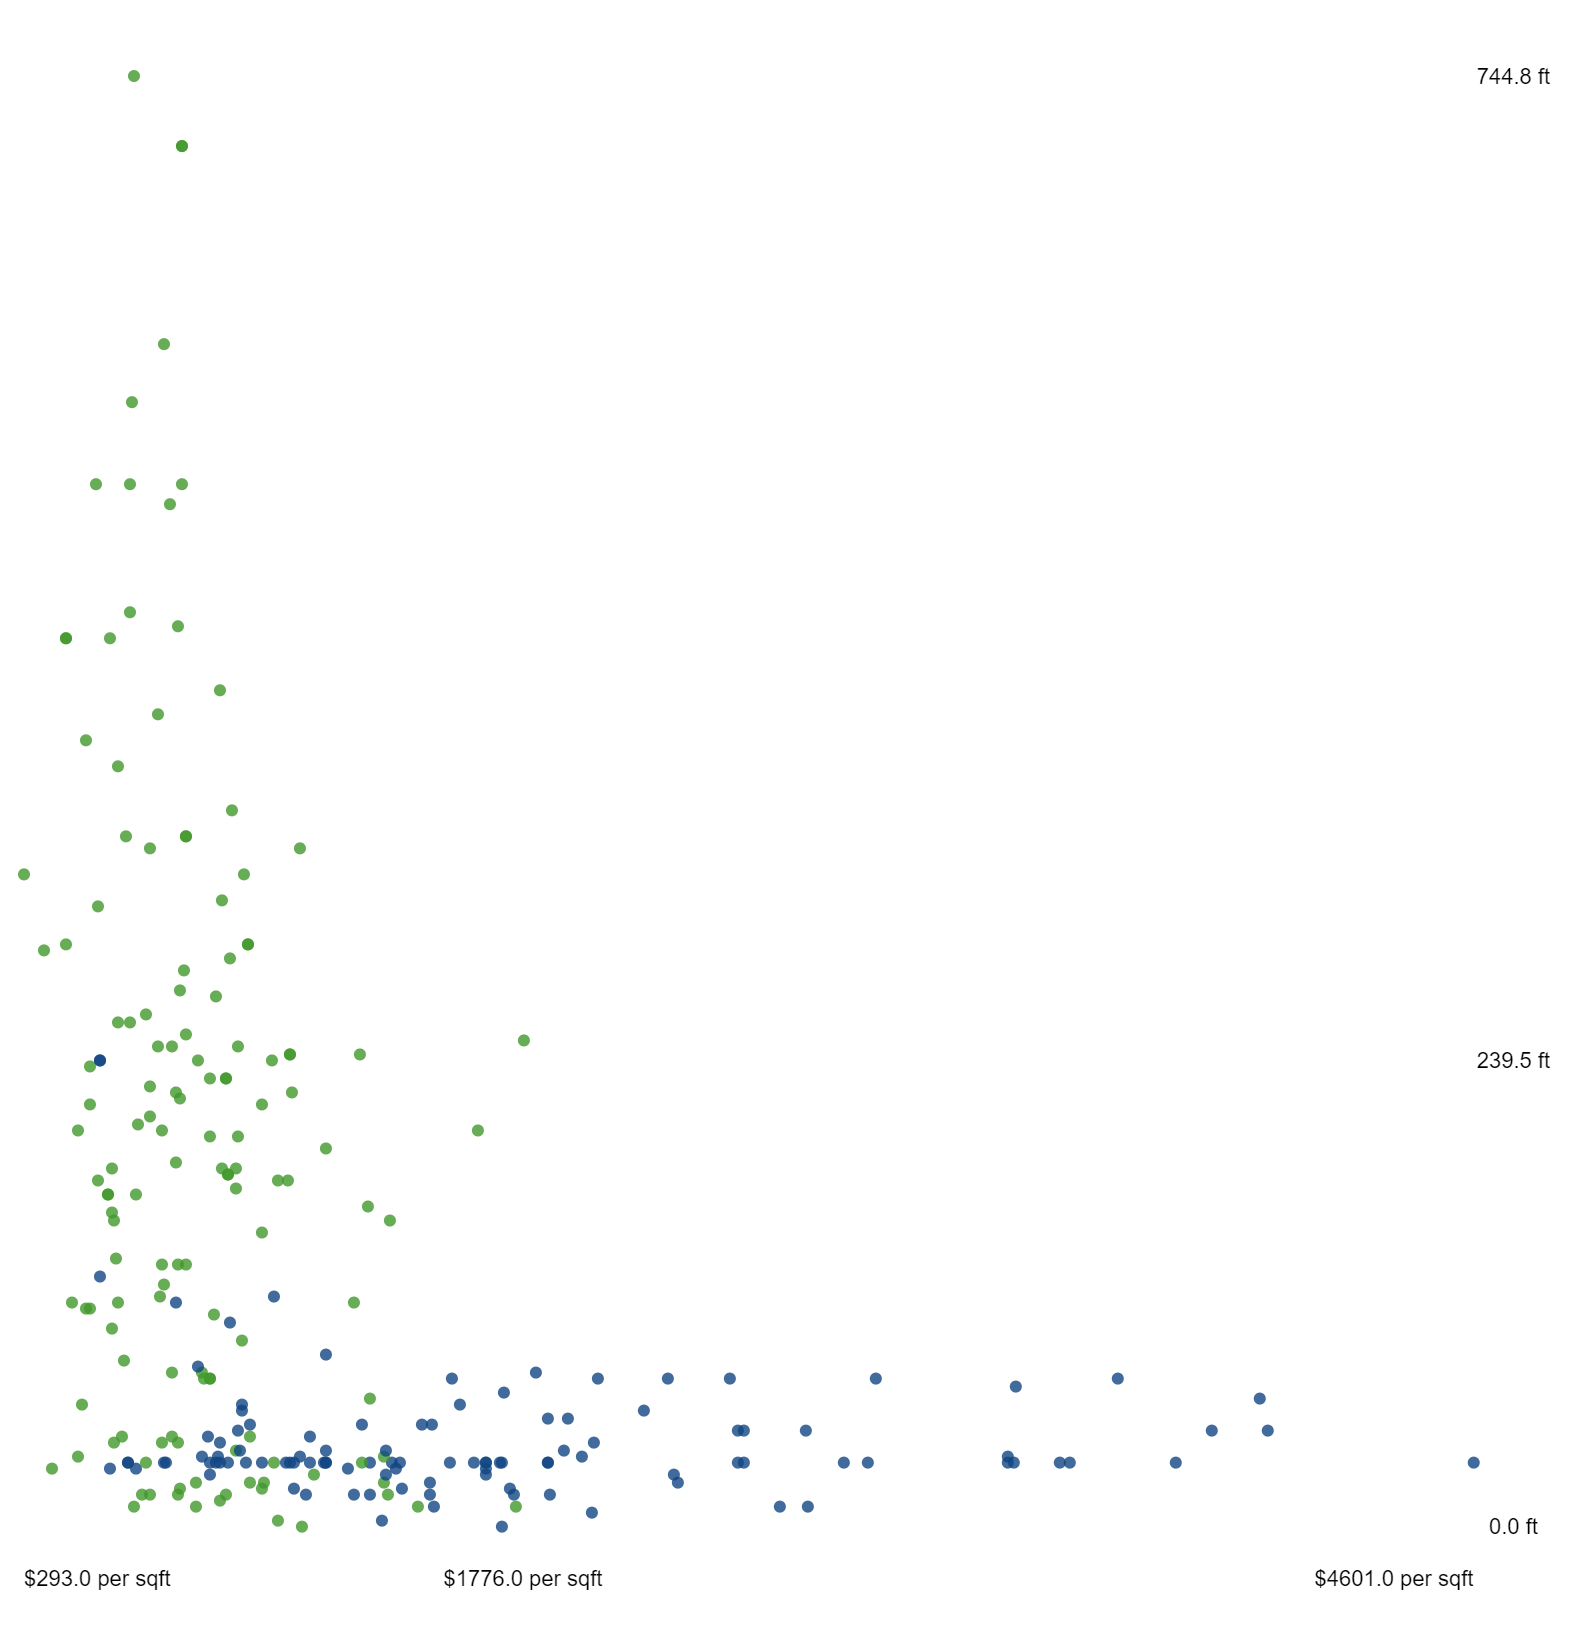 744.8 ft
239.5 ft
0.0 ft
$293.0 per sqft
$1776.0 per sqft
$4601.0 per sqft